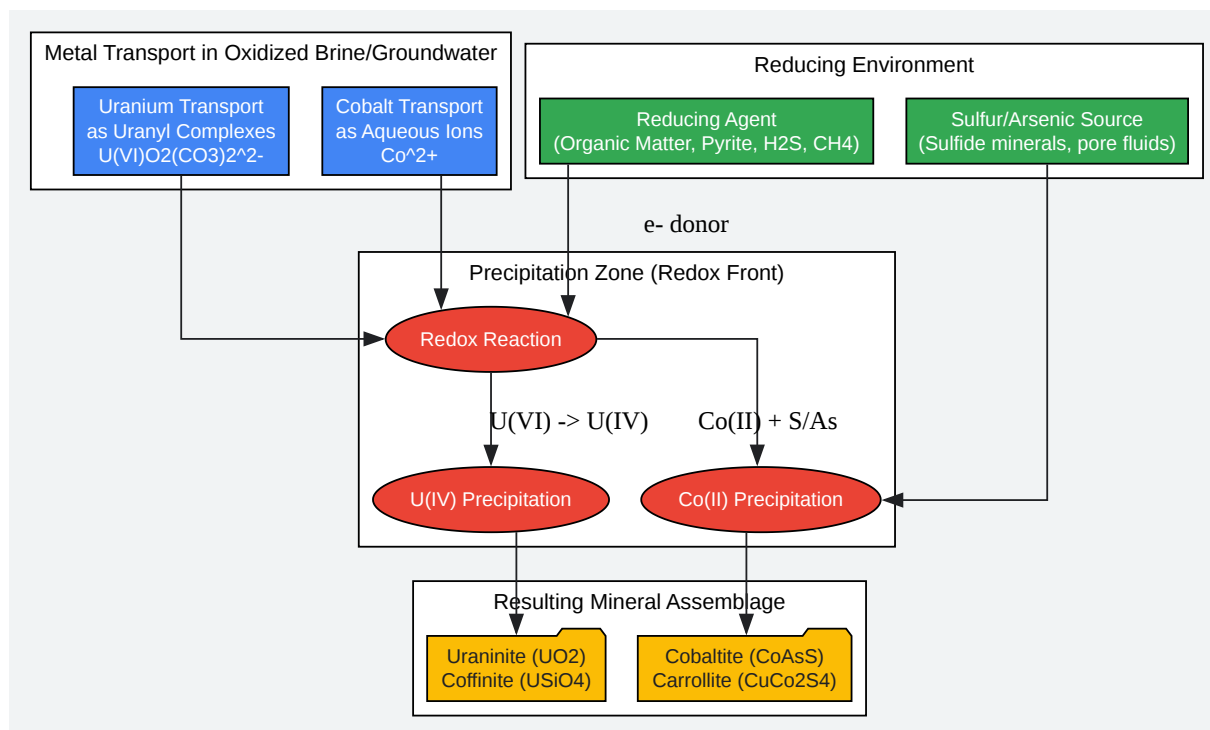 Metal Transport in Oxidized Brine/Groundwater
Uranium Transport
as Uranyl Complexes
U(VI)O2(CO3)2^2-
Cobalt Transport
as Aqueous Ions
Co^2+
Reducing Environment
Reducing Agent
(Organic Matter, Pyrite, H2S, CH4)
Sulfur/Arsenic Source
(Sulfide minerals, pore fluids)
e- donor
Precipitation Zone (Redox Front)
Redox Reaction
U(VI) -> U(IV)
Co(II) + S/As
U(IV) Precipitation
Co(II) Precipitation
Resulting Mineral Assemblage
Uraninite (UO2)
Coffinite (USiO4)
Cobaltite (CoAsS)
Carrollite (CuCo2S4)